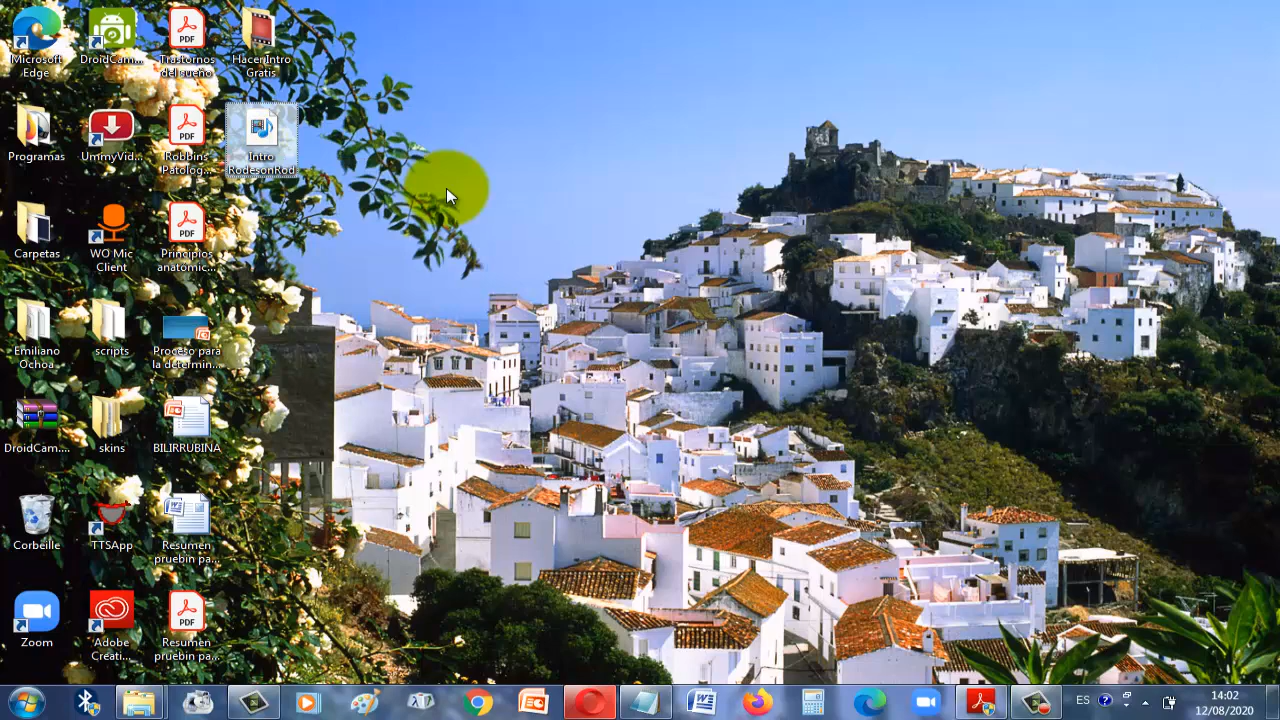 Microsoft
Edge
DroidCam...
PDF
Trastornos
del sueño
HacerIntro
Gratis
Programas
UmmyVid...
PDF
Robbins
Patolog...
Intro
RodesonRod
Carpetas
WO Mic
Client
PDF
Principios
anatomic...
Emiliano
Ochoa
scripts
Proceso para
la determin...
DroidCam....
skins
BILIRRUBINA
Corbeille
TTSApp
Resumen
pruebin pa...
Zoom
Adobe
Creati...
PDF
Resumen
pruebin pa...
ES
14:02
12/08/2020